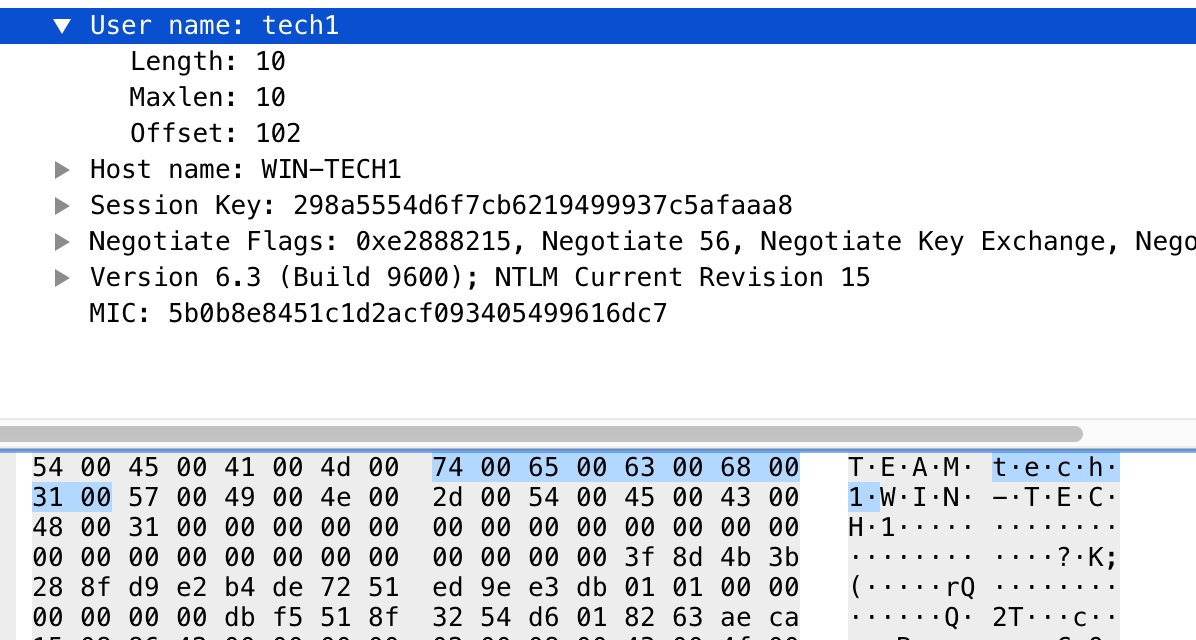 ▼ User name: tech1
Length: 10
Maxlen: 10
Offset: 102
▶ Host name: WIN-TECH1
▶ Session Key: 298a5554d6f7cb6219499937c5afaaa8
▶ Negotiate Flags: 0xe2888215, Negotiate 56, Negotiate Key Exchange, Nego
▶ Version 6.3 (Build 9600); NTLM Current Revision 15
MIC: 5b0b8e8451c1d2acf093405499616dc7
54 00 45 00 41 00 4d 00 74 00 65 00 63 00 68 00 T·E·A·M· t·e·c·h·
31 00 57 00 49 00 4e 00 2d 00 54 00 45 00 43 00 1·W·I·N· -·T·E·C·
48 00 31 00 00 00 00 00 00 00 00 00 00 00 00 00 H·1····· ········
00 00 00 00 00 00 00 00 00 00 00 00 3f 8d 4b 3b ········ ····?·K;
28 8f d9 e2 b4 de 72 51 ed 9e e3 db 01 01 00 00 (·····rQ ········
00 00 00 00 db f5 51 8f 32 54 d6 01 82 63 ae ca ······Q· 2T···c··